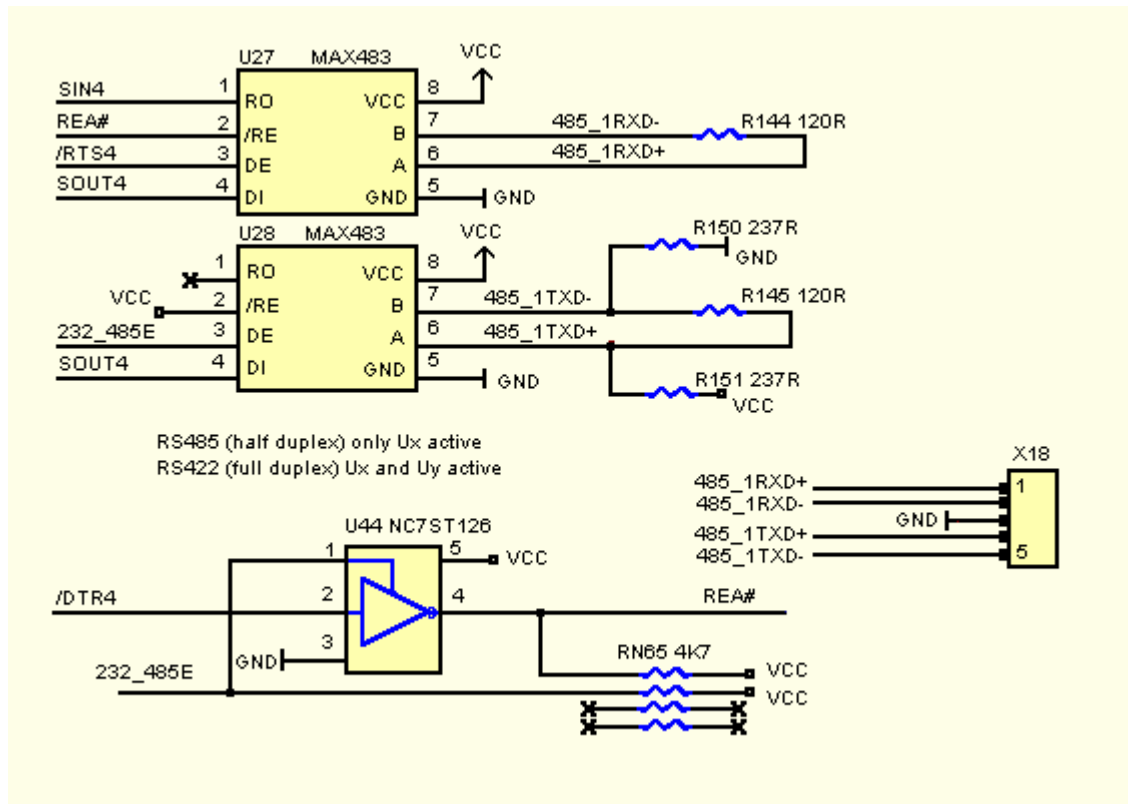 U27 MAX483
VCC
SIN4 1 RO VCC 8
REA# 2 /RE B 7 485_1RXD- R144 120R
/RTS4 3 DE A 6 485_1RXD+
SOUT4 4 DI GND 5 GND
U28 MAX483
VCC
R150 237R
GND
1 RO VCC 8
VCC 2 /RE B 7 485_1TXD- R145 120R
232_485E 3 DE A 6 485_1TXD+
SOUT4 4 DI GND 5 GND
R151 237R
VCC
RS485 (half duplex) only Ux active
RS422 (full duplex) Ux and Uy active
X18
485_1RXD+ 1
485_1RXD-
GND
485_1TXD+
485_1TXD- 5
U44 NC7ST126
1 5 VCC
/DTR4 2 4 REA#
GND 3
232_485E
RN65 4K7
VCC
VCC